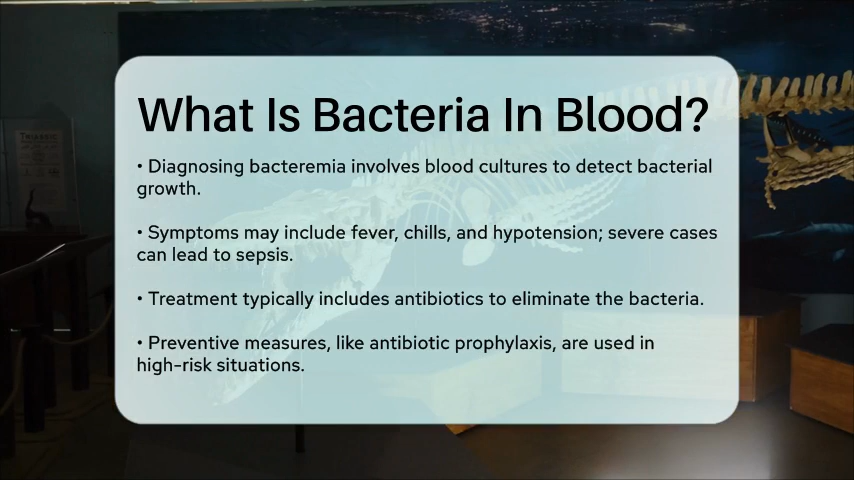 What Is Bacteria In Blood?
• Diagnosing bacteremia involves blood cultures to detect bacterial
growth.
• Symptoms may include fever, chills, and hypotension; severe cases
can lead to sepsis.
• Treatment typically includes antibiotics to eliminate the bacteria.
• Preventive measures, like antibiotic prophylaxis, are used in
high-risk situations.
TRIASSIC